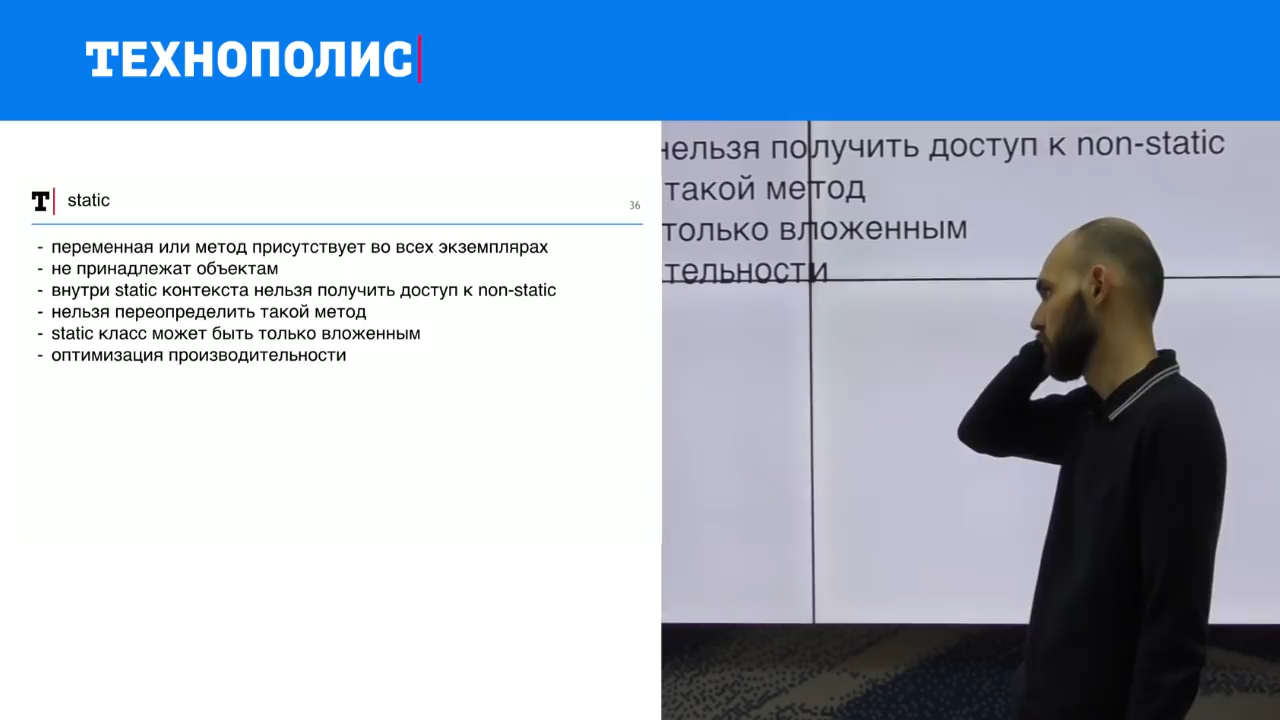 ТЕХНОПОЛИС
T static
36
- переменная или метод присутствует во всех экземплярах
- не принадлежат объектам
- внутри static контекста нельзя получить доступ к non-static
- нельзя переопределить такой метод
- static класс может быть только вложенным
- оптимизация производительности
нельзя получить доступ к non-static
такой метод
только вложенным
тельности